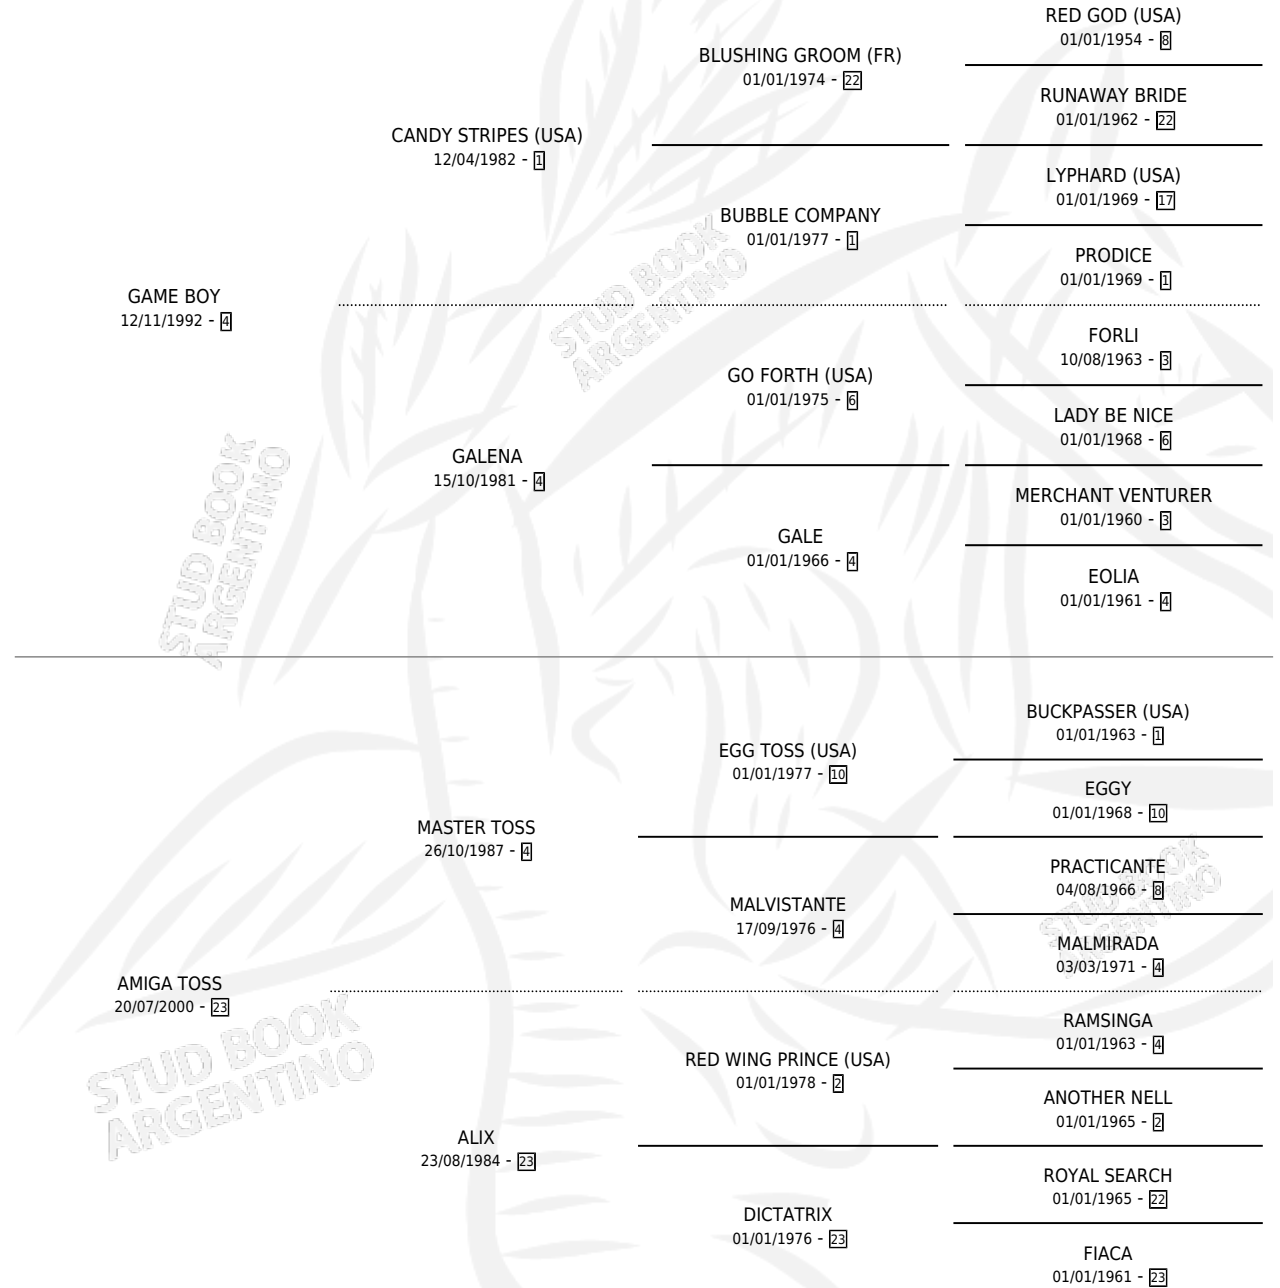 RED GOD (USA)
01/01/1954 - 8
BLUSHING GROOM (FR)
01/01/1974 - 22
RUNAWAY BRIDE
01/01/1962 - 22
CANDY STRIPES (USA)
12/04/1982 - 1
LYPHARD (USA)
01/01/1969 - 17
BUBBLE COMPANY
01/01/1977 - 1
PRODICE
01/01/1969 - 1
GAME BOY
12/11/1992 - 4
STUD BOOK
ARGENTINO
FORLI
10/08/1963 - 3
GO FORTH (USA)
01/01/1975 - 6
LADY BE NICE
01/01/1968 - 6
GALENA
15/10/1981 - 4
MERCHANT VENTURER
01/01/1960 - 3
GALE
01/01/1966 - 4
EOLIA
01/01/1961 - 4
STUD BOOK
ARGENTINO
BUCKPASSER (USA)
01/01/1963 - 1
EGG TOSS (USA)
01/01/1977 - 10
EGGY
01/01/1968 - 10
MASTER TOSS
26/10/1987 - 4
PRACTICANTE
04/08/1966 - 8
MALVISTANTE
17/09/1976 - 4
MALMIRADA
03/03/1971 - 4
STUD BOOK
ARGENTINO
AMIGA TOSS
20/07/2000 - 23
RAMSINGA
01/01/1963 - 4
RED WING PRINCE (USA)
01/01/1978 - 2
ANOTHER NELL
01/01/1965 - 2
STUD BOOK
ARGENTINO
ALIX
23/08/1984 - 23
ROYAL SEARCH
01/01/1965 - 22
DICTATRIX
01/01/1976 - 23
FIACA
01/01/1961 - 23